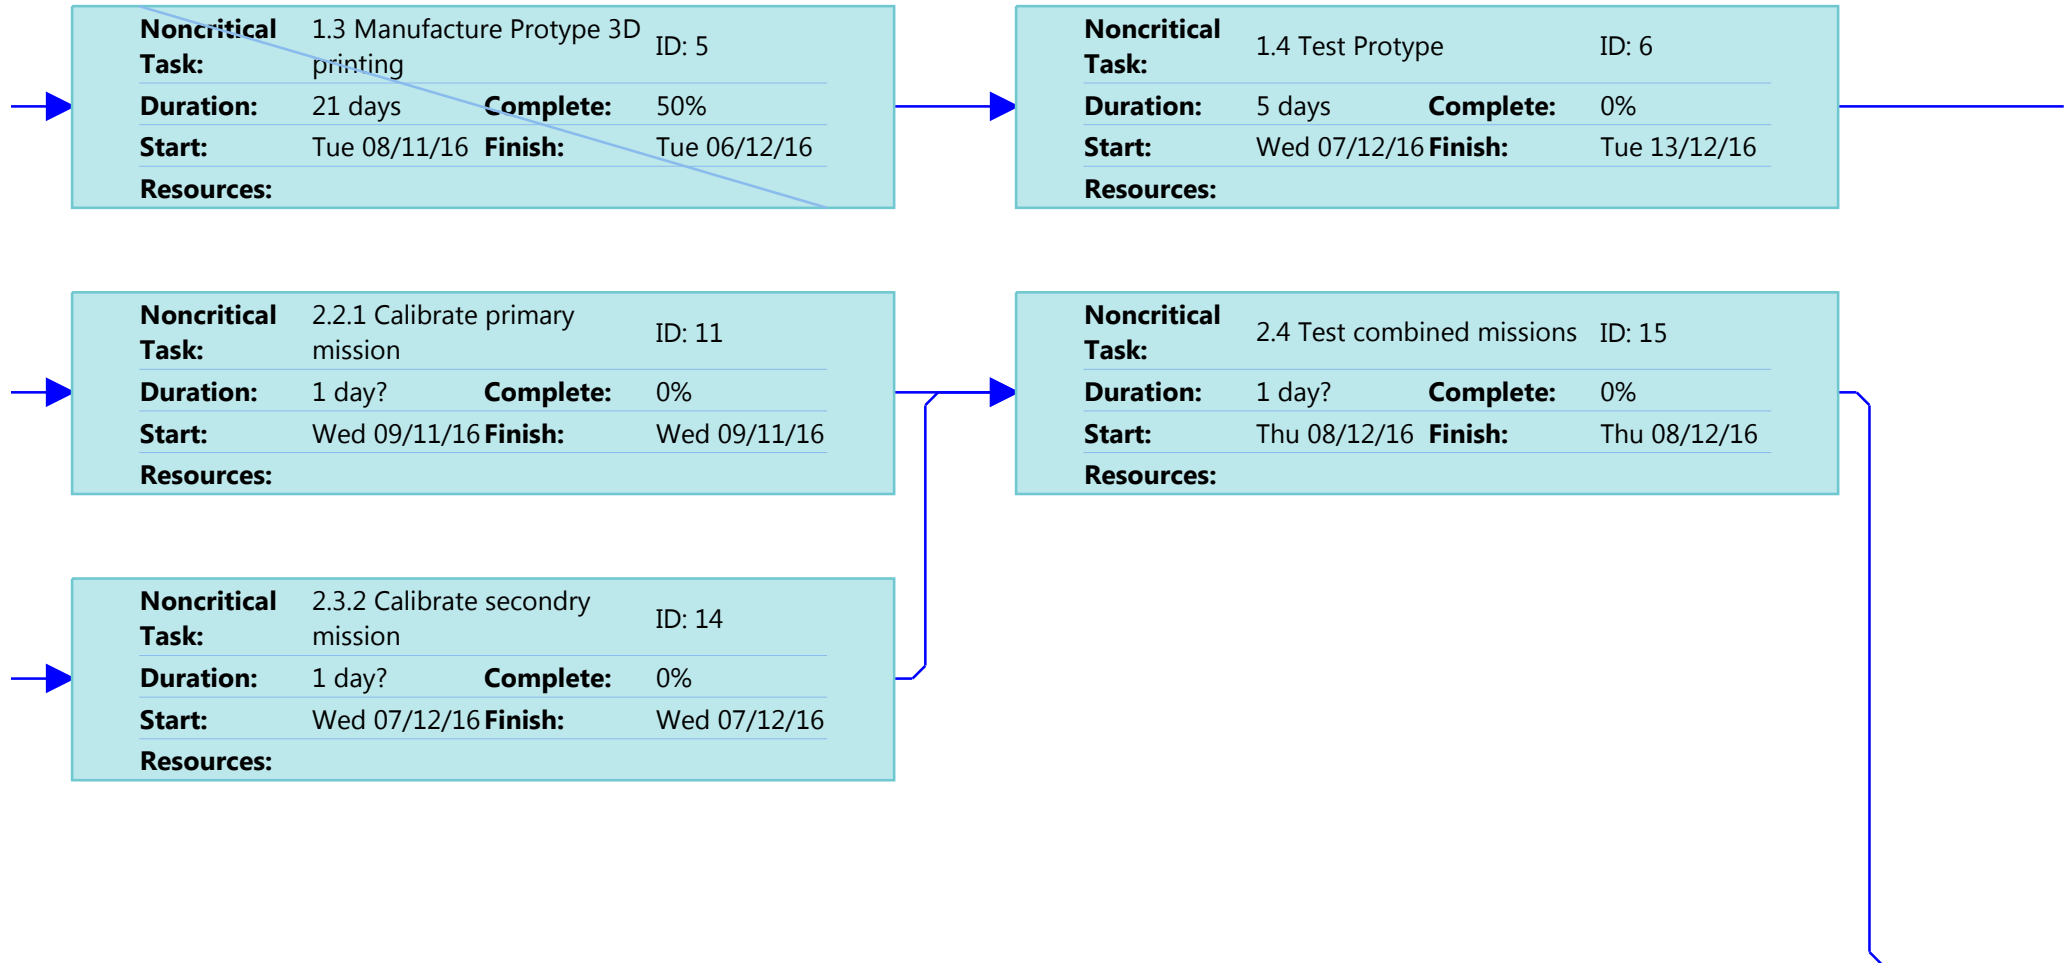 Noncritical Task: 1.3 Manufacture Protype 3D printing ID: 5
Duration: 21 days Complete: 50%
Start: Tue 08/11/16 Finish: Tue 06/12/16
Resources:
Noncritical Task: 1.4 Test Protype ID: 6
Duration: 5 days Complete: 0%
Start: Wed 07/12/16 Finish: Tue 13/12/16
Resources:
Noncritical Task: 2.2.1 Calibrate primary mission ID: 11
Duration: 1 day? Complete: 0%
Start: Wed 09/11/16 Finish: Wed 09/11/16
Resources:
Noncritical Task: 2.4 Test combined missions ID: 15
Duration: 1 day? Complete: 0%
Start: Thu 08/12/16 Finish: Thu 08/12/16
Resources:
Noncritical Task: 2.3.2 Calibrate secondry mission ID: 14
Duration: 1 day? Complete: 0%
Start: Wed 07/12/16 Finish: Wed 07/12/16
Resources: